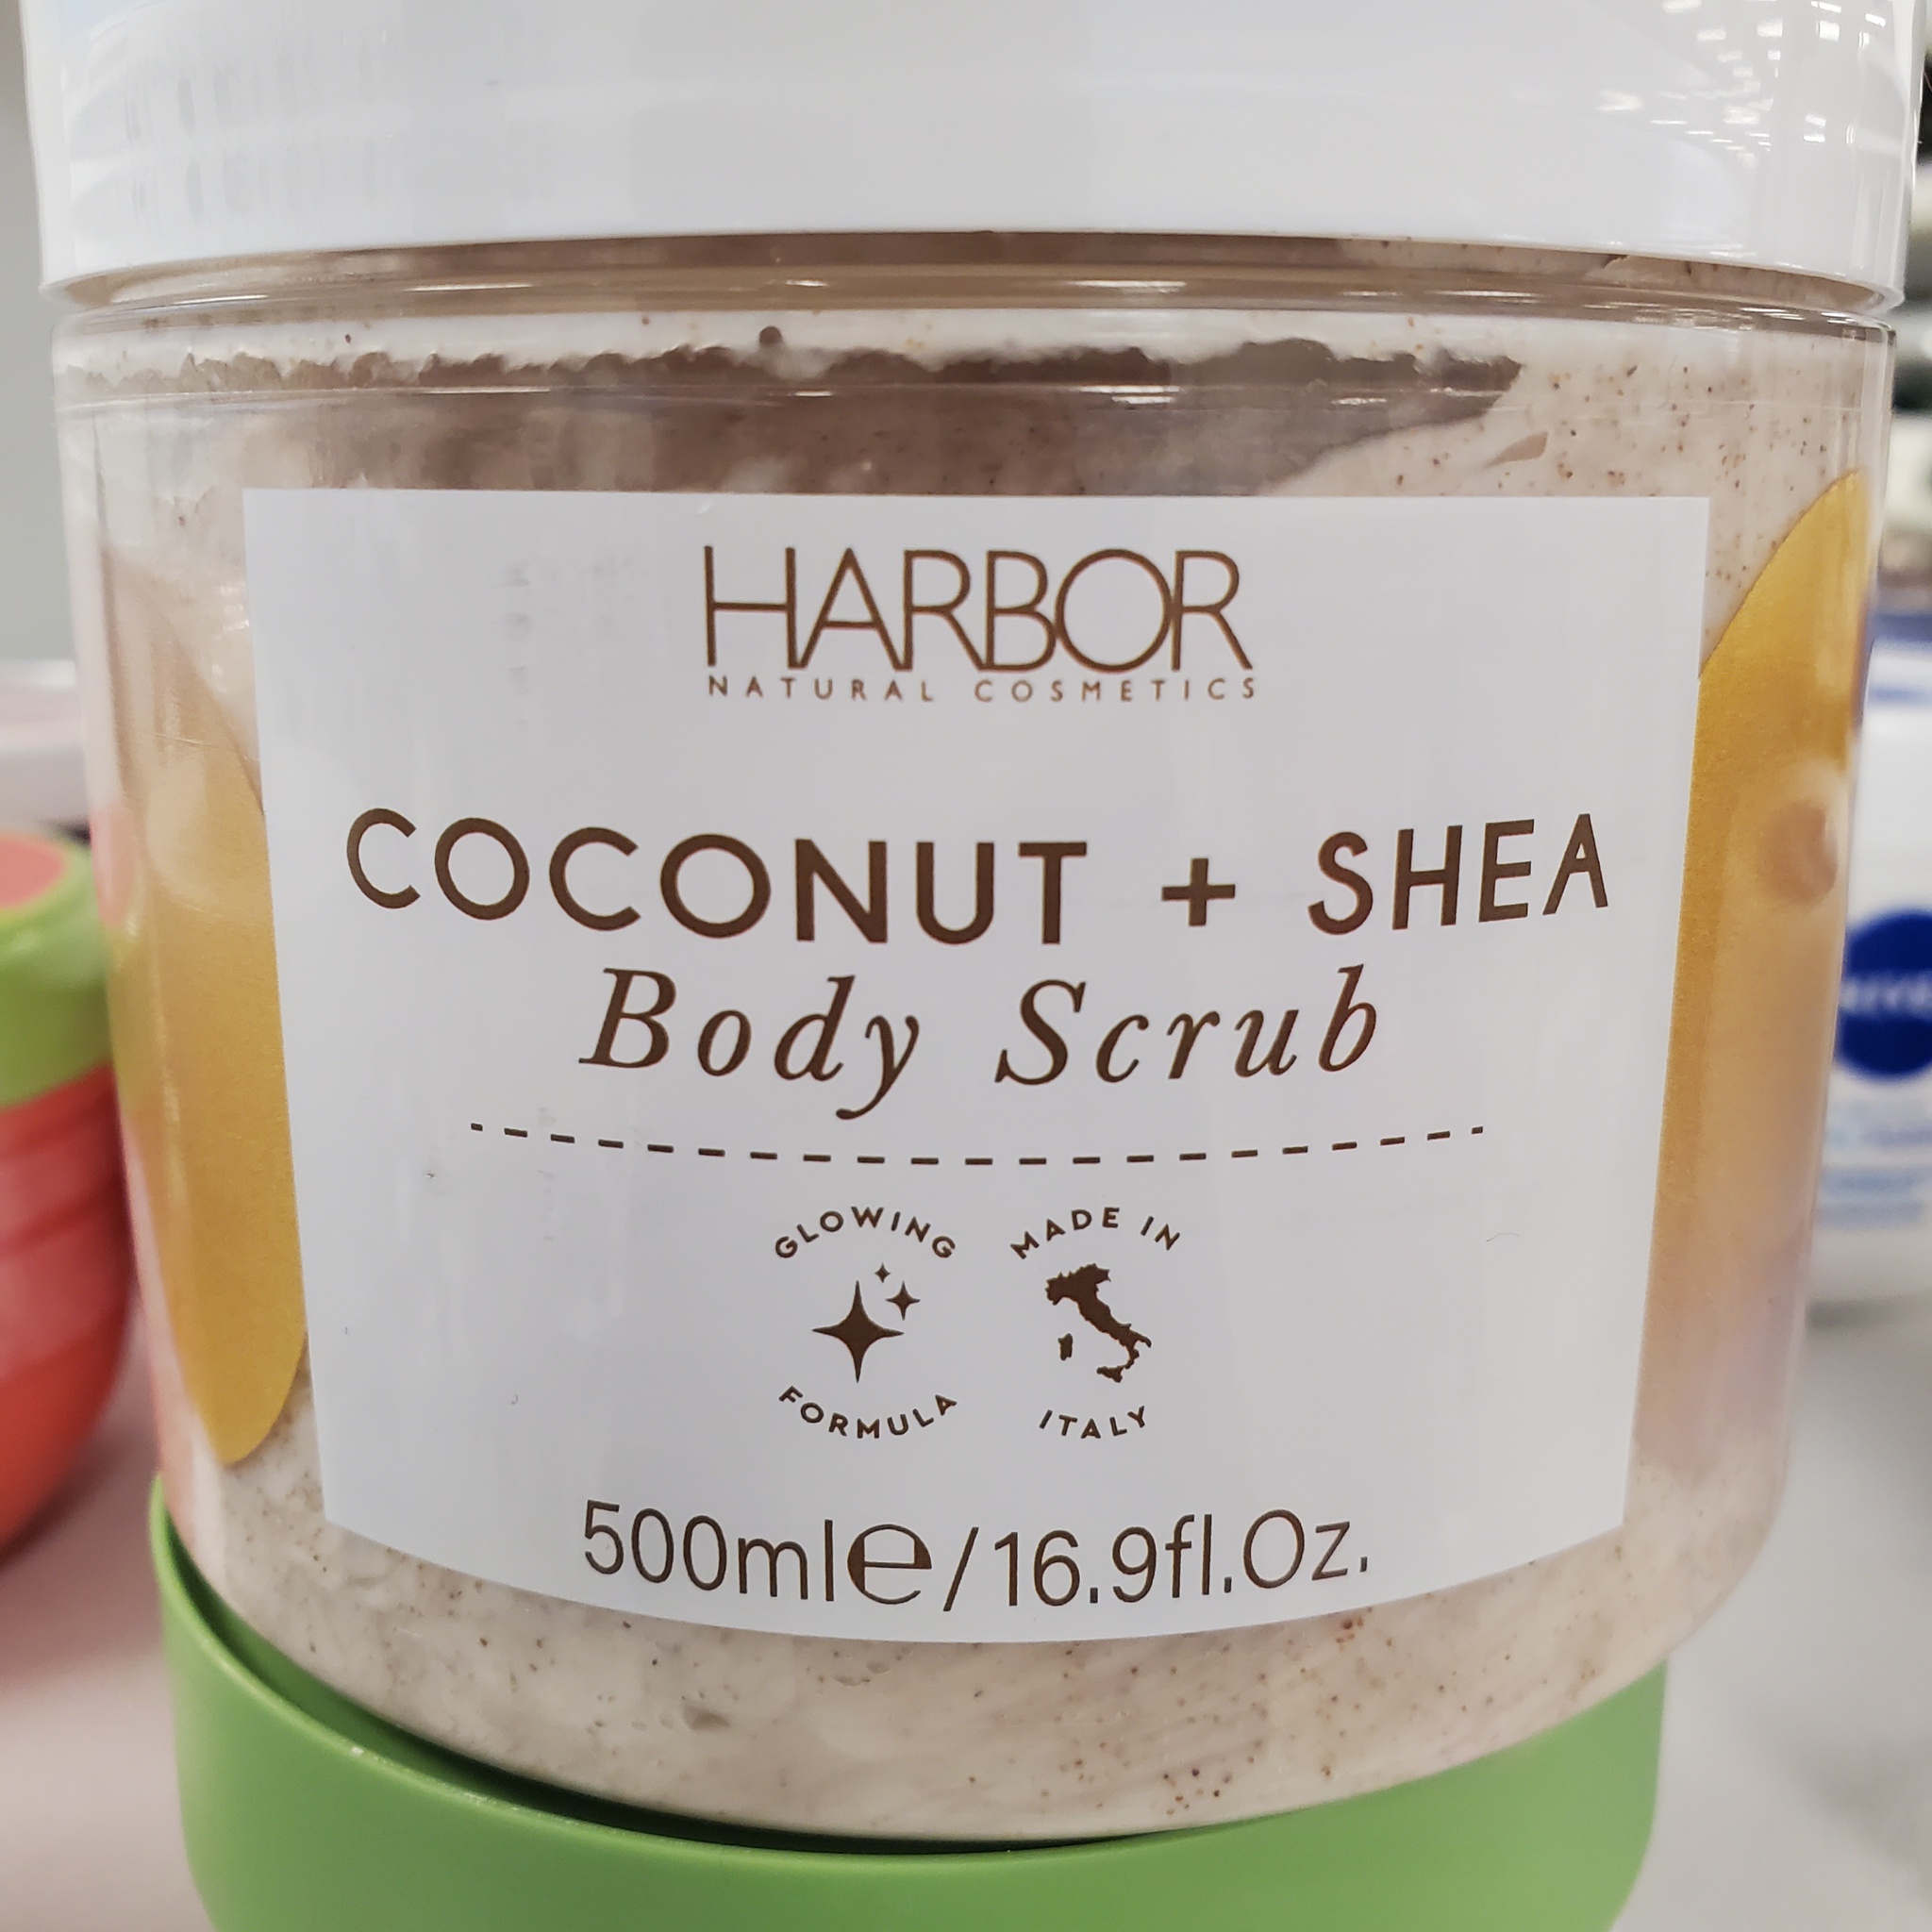 HARBOR
NATURAL COSMETICS
COCONUT + SHEA
Body Scrub
GLOWING
FORMULA
MADE IN
ITALY
500ml℮/16.9fl.Oz.